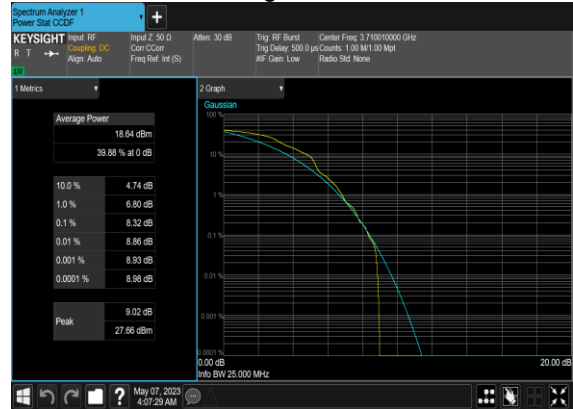 Spectrum Analyzer 1
Power Stat CCDF
KEYSIGHT
R T
LXI
Input: RF
Coupling: DC
Align: Auto
Input Z: 50 Ω
Corr CCorr
Freq Ref: Int (S)
Atten: 30 dB
Trig: RF Burst
Trig Delay: 500.0 µs
#IF Gain: Low
Center Freq: 3.710010000 GHz
Counts: 1.00 M/1.00 Mpt
Radio Std: None
1 Metrics
Average Power
18.64 dBm
39.88 % at 0 dB
10.0 % 4.74 dB
1.0 % 6.80 dB
0.1 % 8.32 dB
0.01 % 8.86 dB
0.001 % 8.93 dB
0.0001 % 8.98 dB
Peak
9.02 dB
27.66 dBm
2 Graph
Gaussian
100 %
10 %
1 %
0.1 %
0.01 %
0.001 %
0.0001 %
0.00 dB 20.00 dB
Info BW 25.000 MHz
?
May 07, 2023
4:07:29 AM